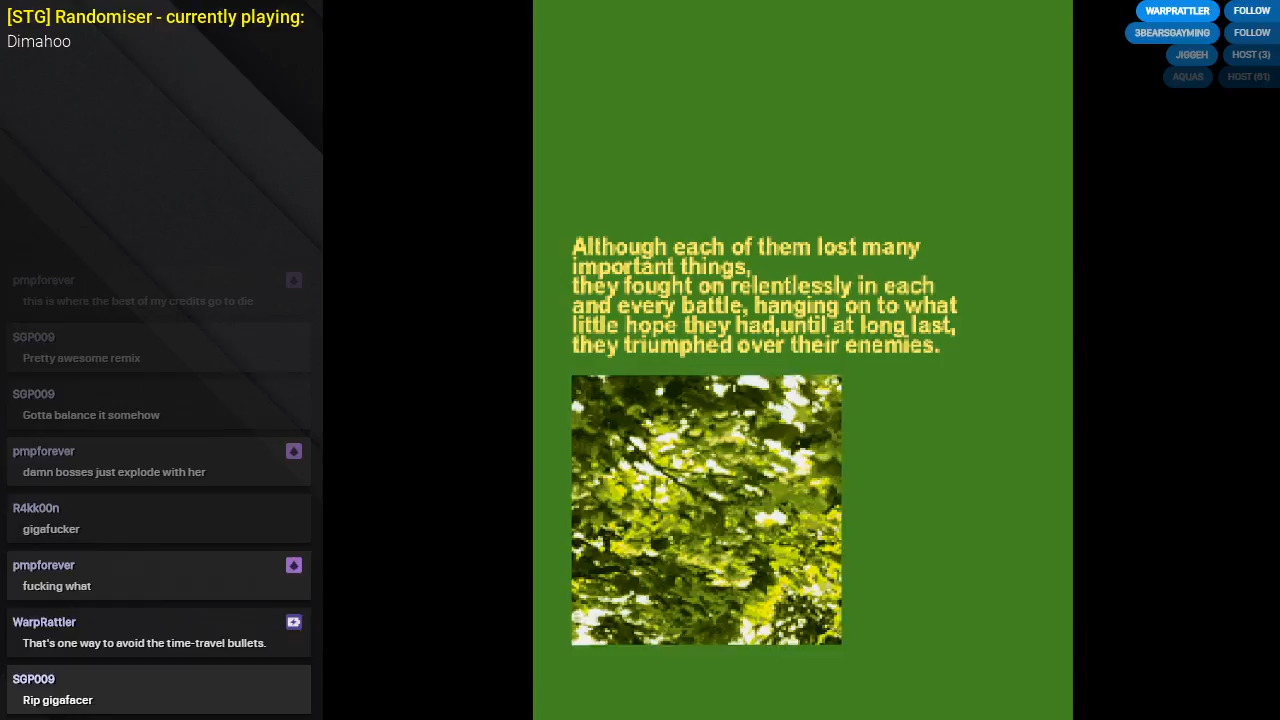 [STG] Randomiser - currently playing:
Dimahoo
pmpforever
this is where the best of my credits go to die
SGP009
Pretty awesome remix
SGP009
Gotta balance it somehow
pmpforever
damn bosses just explode with her
R4kk00n
gigafucker
pmpforever
fucking what
WarpRattler
That's one way to avoid the time-travel bullets.
SGP009
Rip gigafacer
Although each of them lost many
important things,
they fought on relentlessly in each
and every battle, hanging on to what
little hope they had,until at long last,
they triumphed over their enemies.
WARPRATTLER FOLLOW
3BEARSGAYMING FOLLOW
JIGGEH HOST (3)
AQUAS HOST (61)